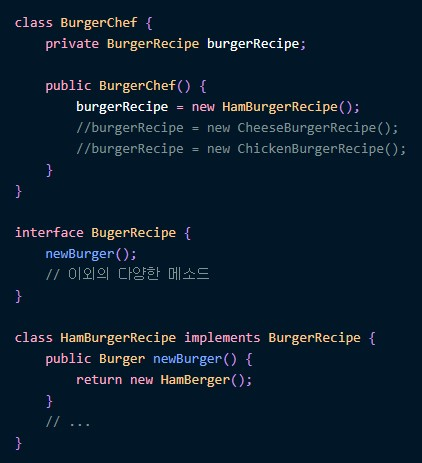 class BurgerChef {
    private BurgerRecipe burgerRecipe;

    public BurgerChef() {
        burgerRecipe = new HamBurgerRecipe();
        //burgerRecipe = new CheeseBurgerRecipe();
        //burgerRecipe = new ChickenBurgerRecipe();
    }
}

interface BugerRecipe {
    newBurger();
    // 이외의 다양한 메소드
}

class HamBurgerRecipe implements BurgerRecipe {
    public Burger newBurger() {
        return new HamBerger();
    }
    // ...
}